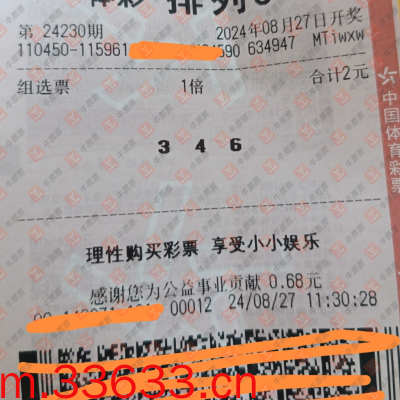 体彩 排列3
第 24230期 2024年08月27日开奖
110450-115961 590 634947 MTiwxw
组选票 1倍 合计2元
3 4 6
理性购买彩票 享受小小娱乐
感谢您为公益事业贡献 0.68元
00012 24/08/27 11:30:28
中国体育彩票
m.33633.cn